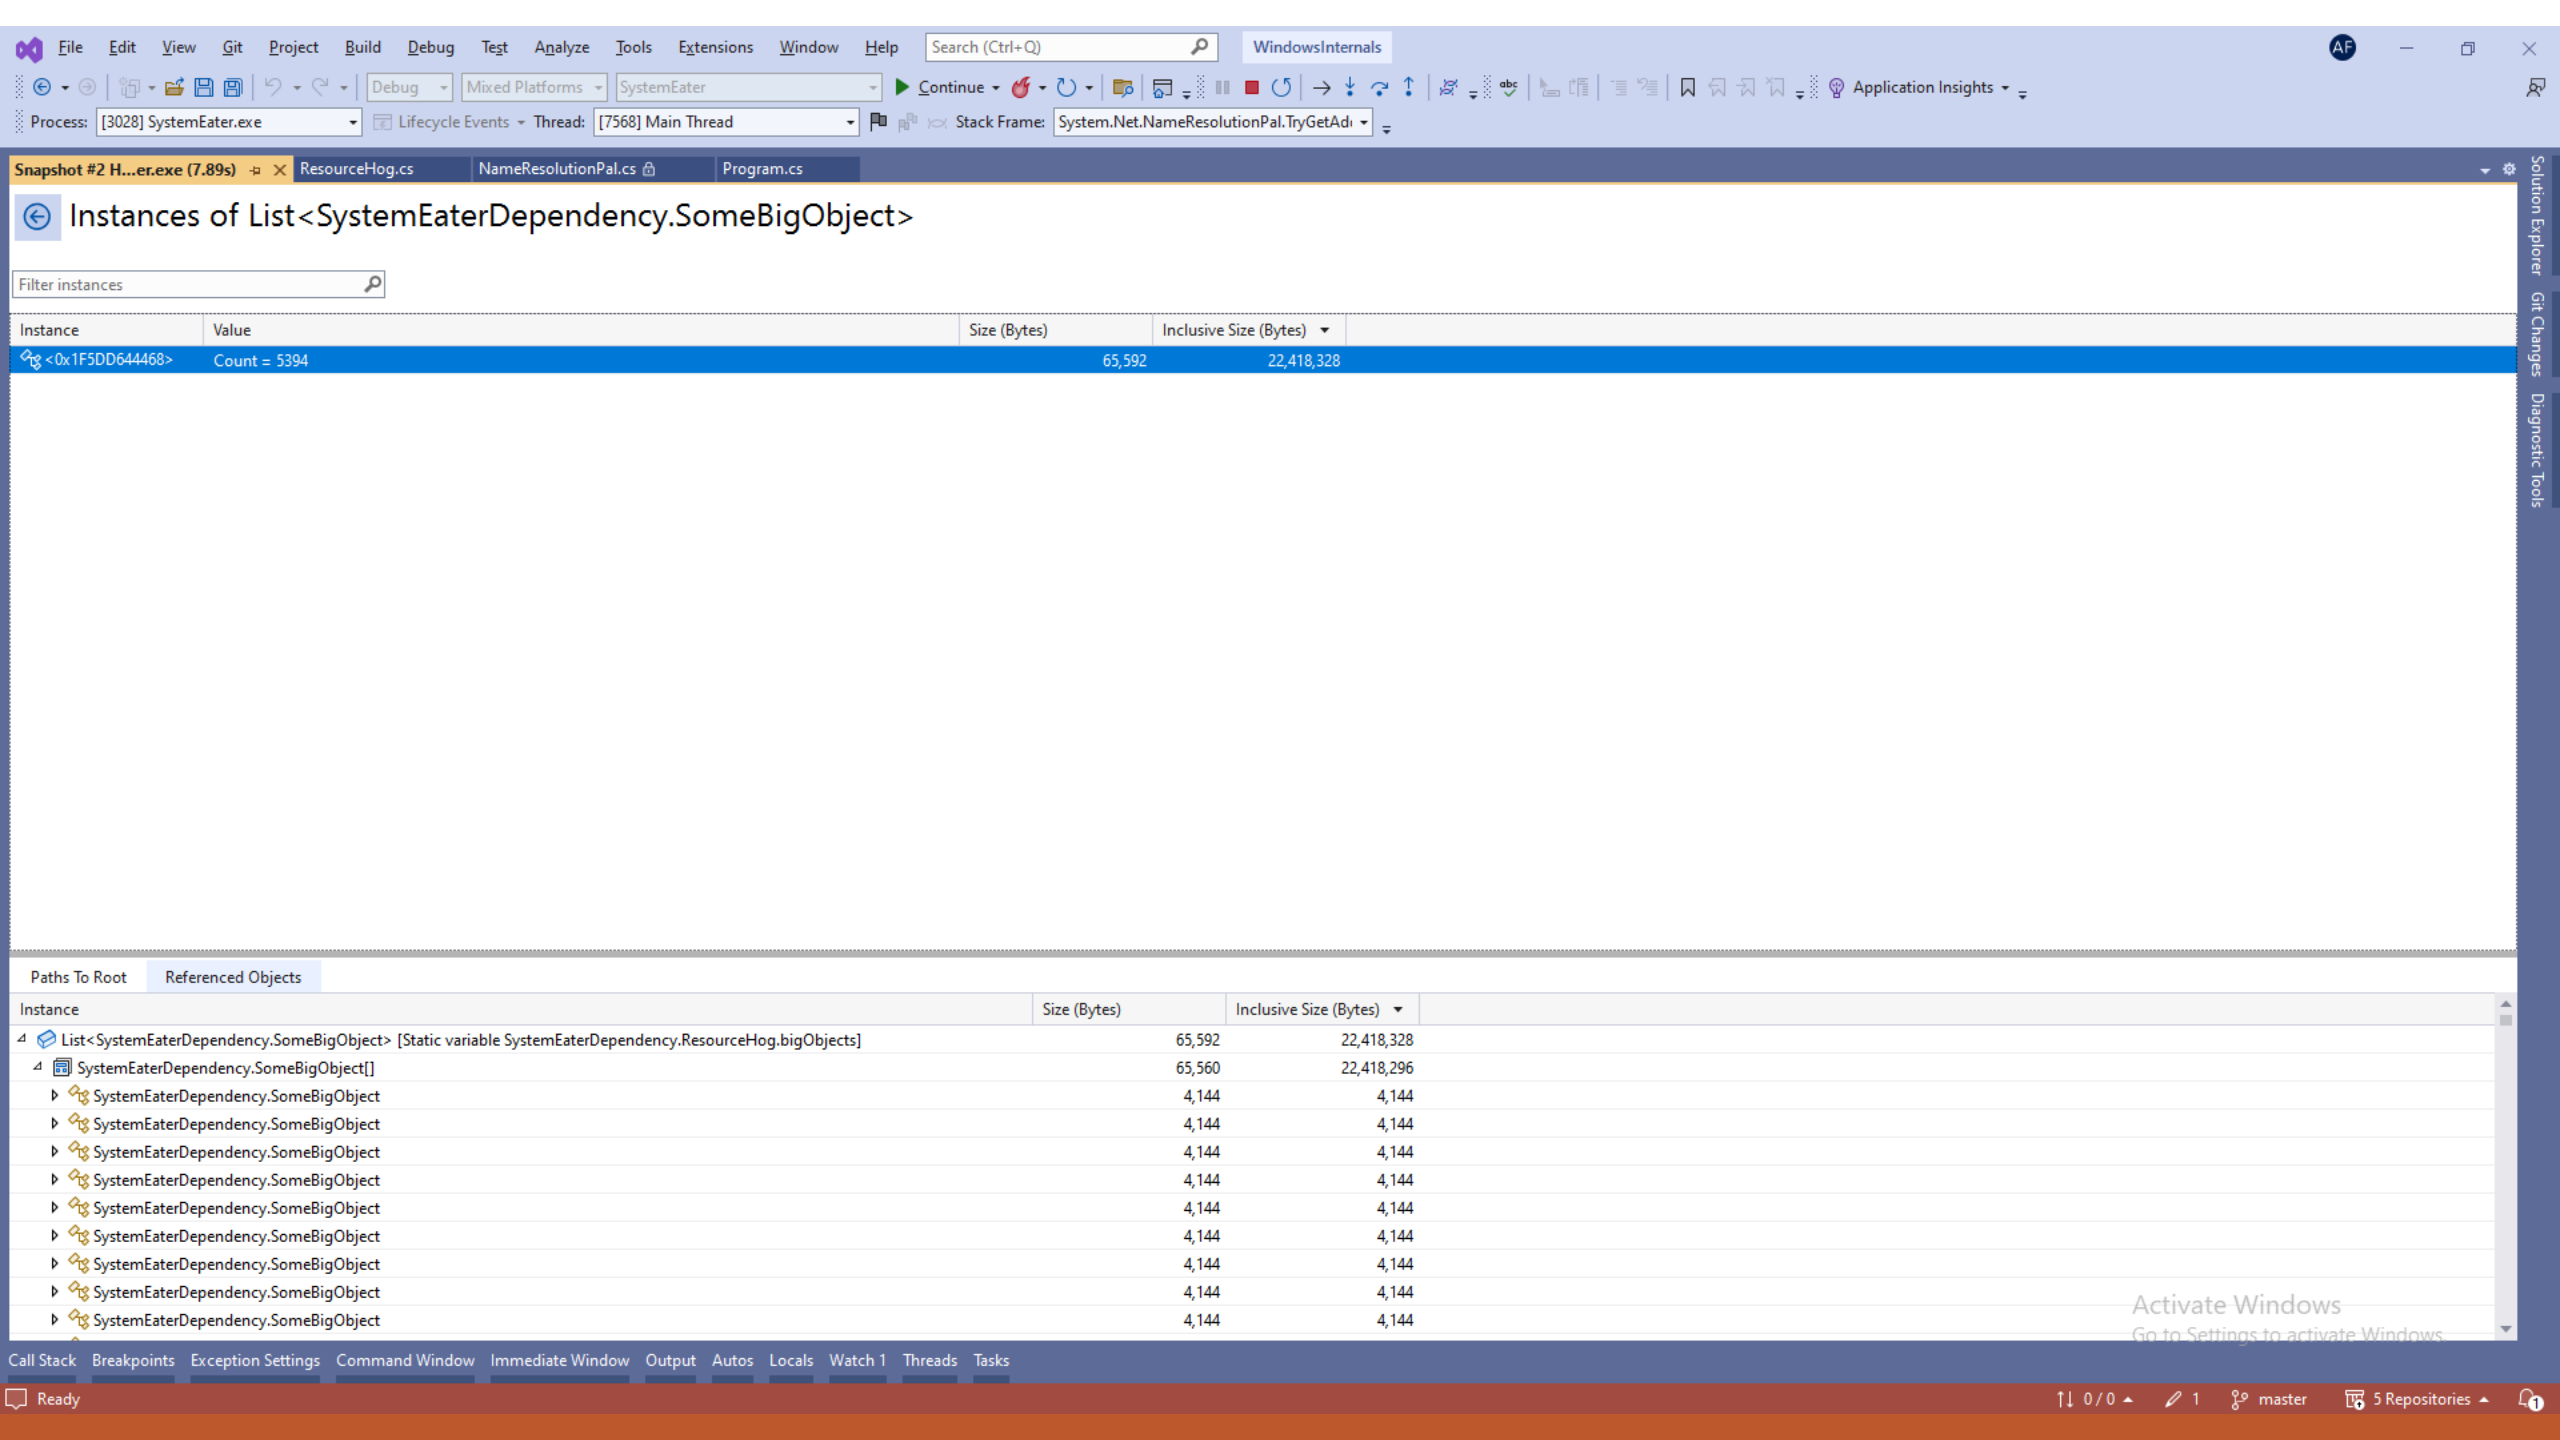 File Edit View Git Project Build Debug Test Analyze Tools Extensions Window Help Search (Ctrl+Q) WindowsInternals AF
Debug Mixed Platforms SystemEater Continue Application Insights
Process: [3028] SystemEater.exe Lifecycle Events Thread: [7568] Main Thread Stack Frame: System.Net.NameResolutionPal.TryGetAd
Snapshot #2 H...er.exe (7.89s) ResourceHog.cs NameResolutionPal.cs Program.cs
Instances of List<SystemEaterDependency.SomeBigObject>
Filter instances
Instance Value Size (Bytes) Inclusive Size (Bytes)
<0x1F5DD644468> Count = 5394 65,592 22,418,328
Paths To Root Referenced Objects
Instance Size (Bytes) Inclusive Size (Bytes)
List<SystemEaterDependency.SomeBigObject> [Static variable SystemEaterDependency.ResourceHog.bigObjects] 65,592 22,418,328
SystemEaterDependency.SomeBigObject[] 65,560 22,418,296
SystemEaterDependency.SomeBigObject 4,144 4,144
SystemEaterDependency.SomeBigObject 4,144 4,144
SystemEaterDependency.SomeBigObject 4,144 4,144
SystemEaterDependency.SomeBigObject 4,144 4,144
SystemEaterDependency.SomeBigObject 4,144 4,144
SystemEaterDependency.SomeBigObject 4,144 4,144
SystemEaterDependency.SomeBigObject 4,144 4,144
SystemEaterDependency.SomeBigObject 4,144 4,144
SystemEaterDependency.SomeBigObject 4,144 4,144
Activate Windows
Go to Settings to activate Windows.
Call Stack Breakpoints Exception Settings Command Window Immediate Window Output Autos Locals Watch 1 Threads Tasks
Ready 0 / 0 1 master 5 Repositories 1
Solution Explorer
Git Changes
Diagnostic Tools